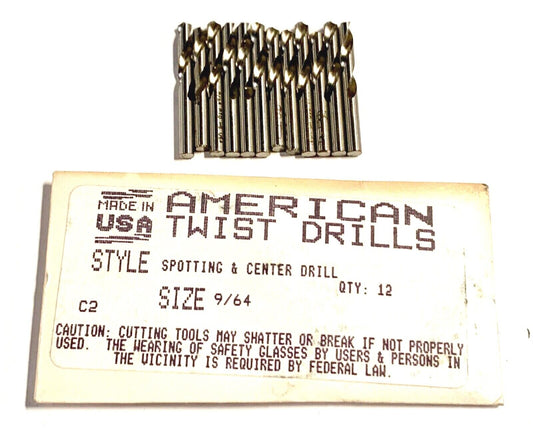 MADE IN
USA
AMERICAN
TWIST DRILLS
STYLE SPOTTING & CENTER DRILL
QTY: 12
C2 SIZE 9/64
CAUTION: CUTTING TOOLS MAY SHATTER OR BREAK IF NOT PROPERLY
USED. THE WEARING OF SAFETY GLASSES BY USERS & PERSONS IN
THE VICINITY IS REQUIRED BY FEDERAL LAW.